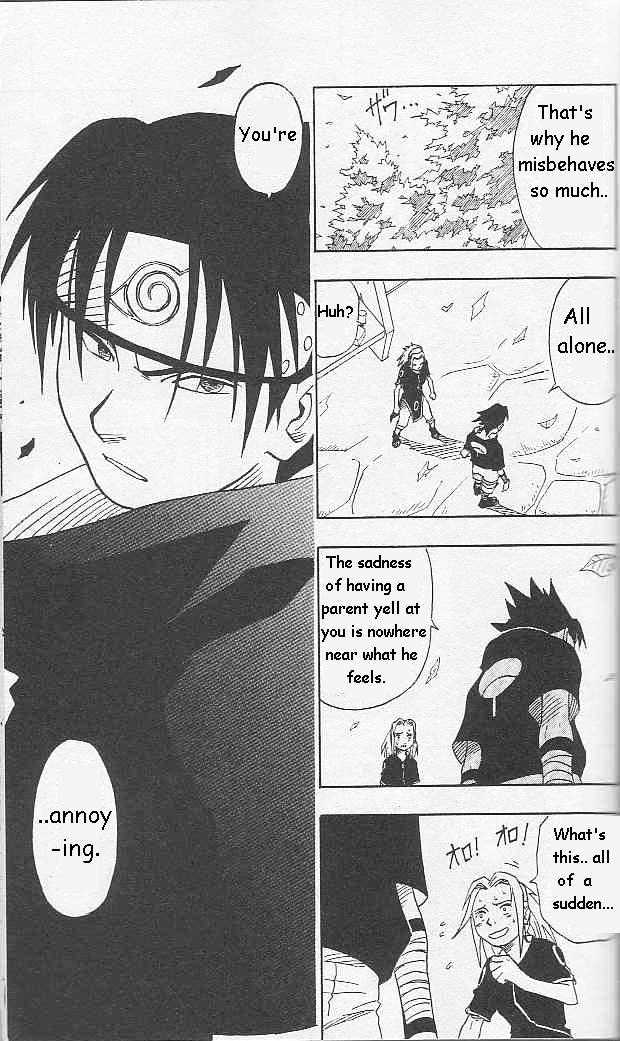 That's
why he
misbehaves
so much..
ザワ...
All
alone..
Huh?
The sadness
of having a
parent yell at
you is nowhere
near what he
feels.
What's
this.. all
of a
sudden...
オロ! オロ!
You're
..annoy
-ing.